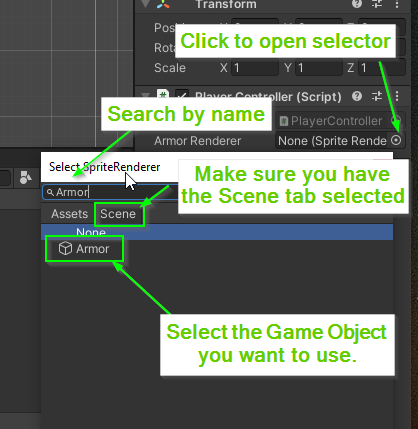 Transform
Click to open selector
Scale X 1 Y 1 Z 1
Player Controller (Script)
Search by name
PlayerController
Armor Renderer None (Sprite Rende
Select SpriteRenderer
Armor
Make sure you have
the Scene tab selected
Assets Scene
None
Armor
Select the Game Object
you want to use.